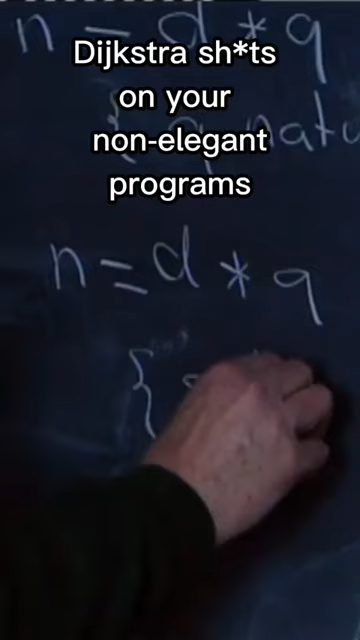 n = d * q
Dijkstra sh*ts
on your
non-elegant
programs
n = d * q
{